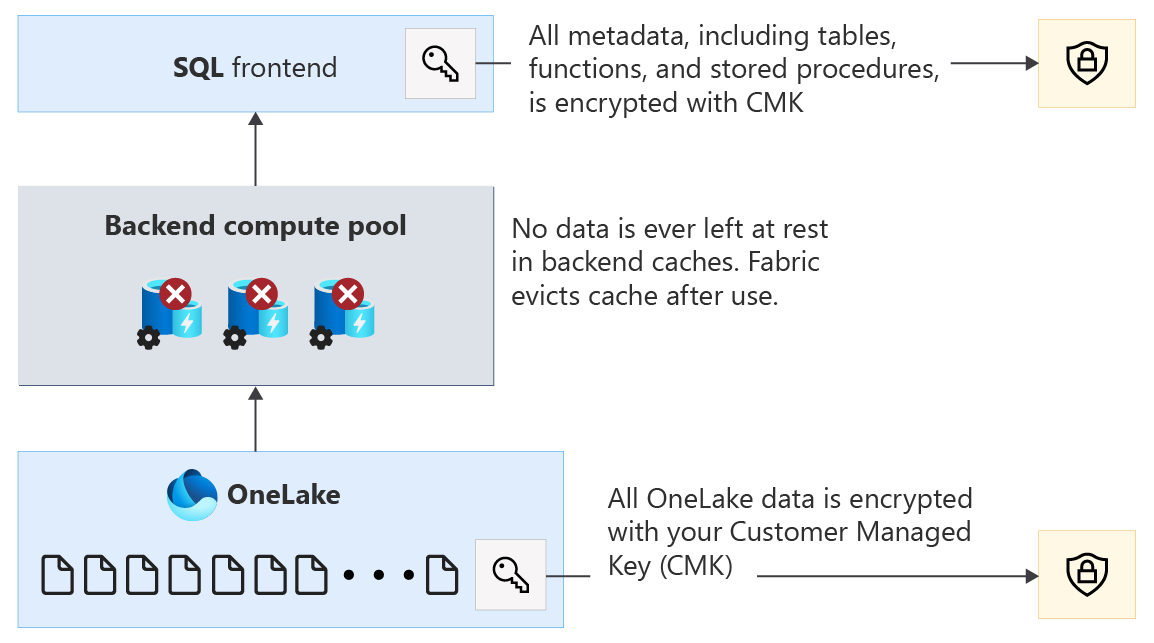 SQL frontend
All metadata, including tables,
functions, and stored procedures,
is encrypted with CMK
Backend compute pool
No data is ever left at rest
in backend caches. Fabric
evicts cache after use.
OneLake
All OneLake data is encrypted
with your Customer Managed
Key (CMK)